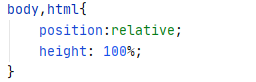 body,html{
    position:relative;
    height: 100%;
}